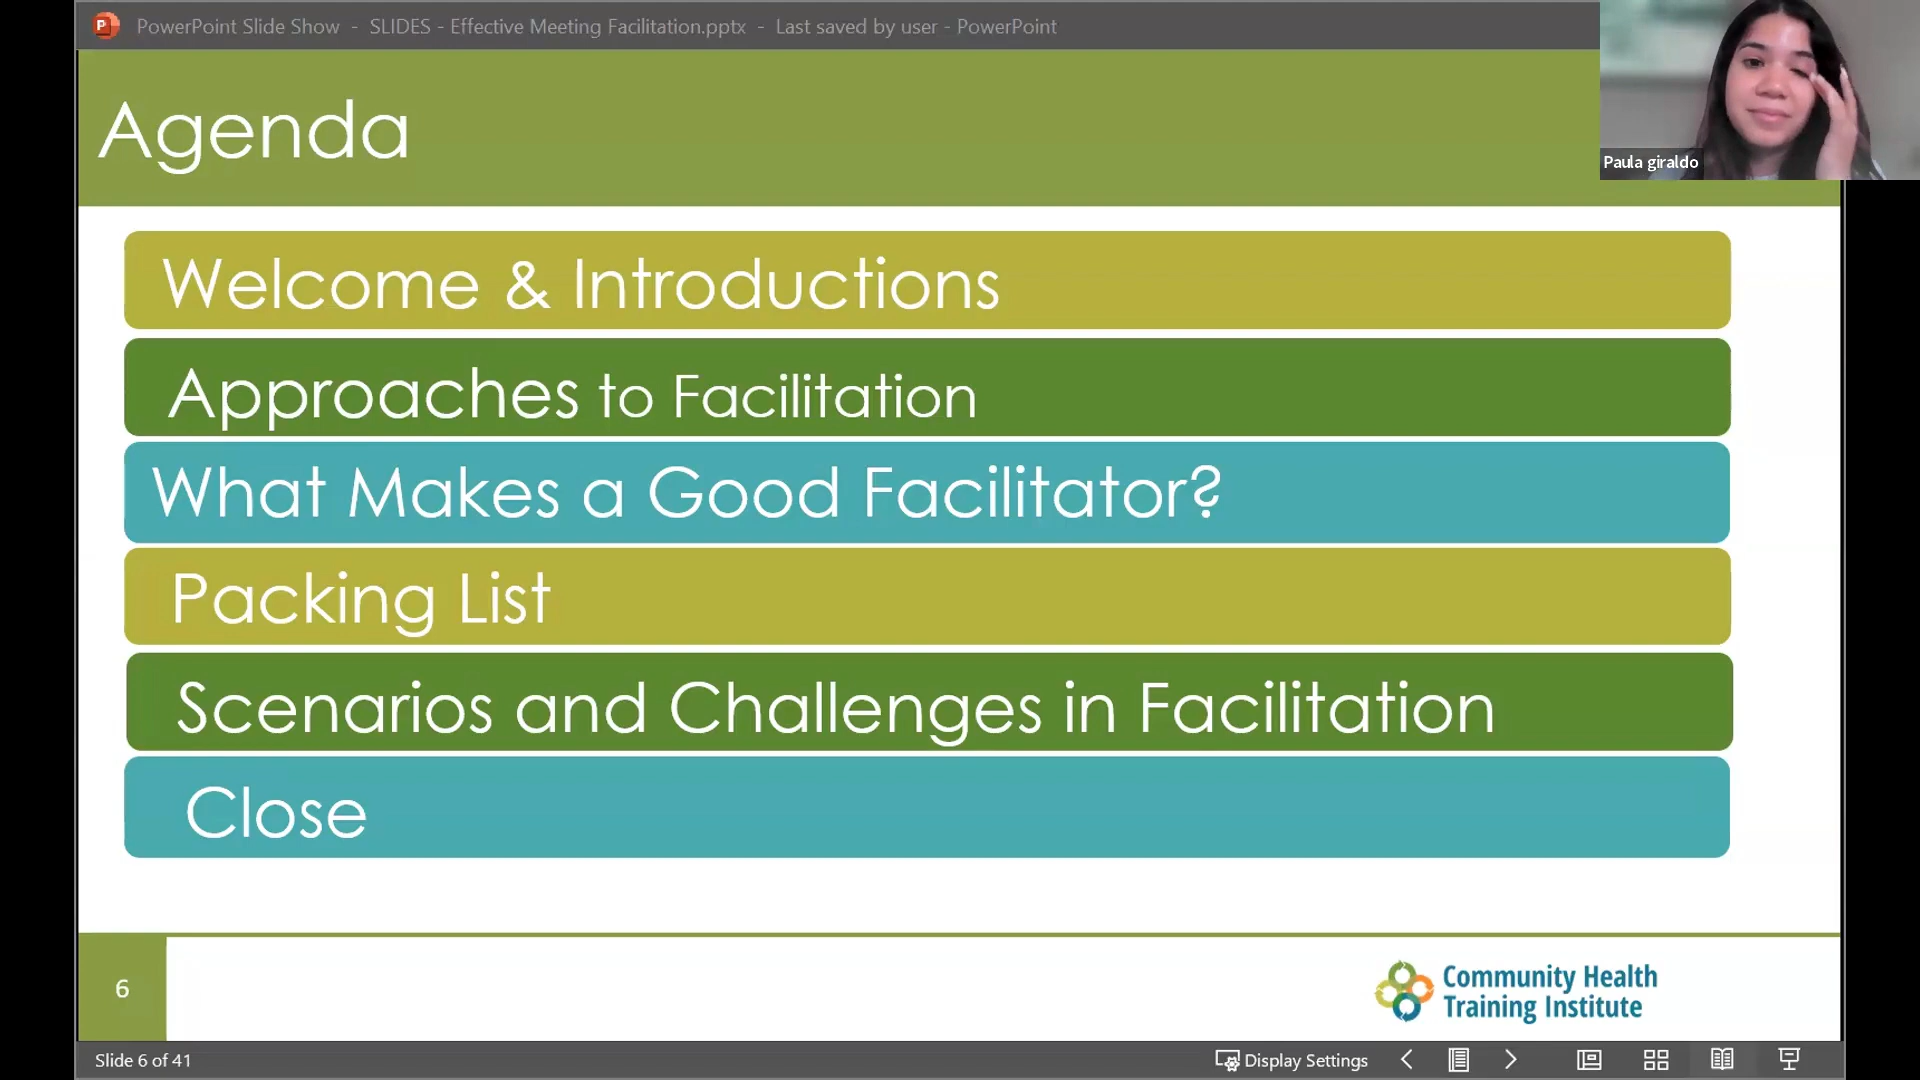 PowerPoint Slide Show - SLIDES - Effective Meeting Facilitation.pptx - Last saved by user - PowerPoint
Agenda
Paula giraldo
Welcome & Introductions
Approaches to Facilitation
What Makes a Good Facilitator?
Packing List
Scenarios and Challenges in Facilitation
Close
6
Community Health
Training Institute
Slide 6 of 41
Display Settings